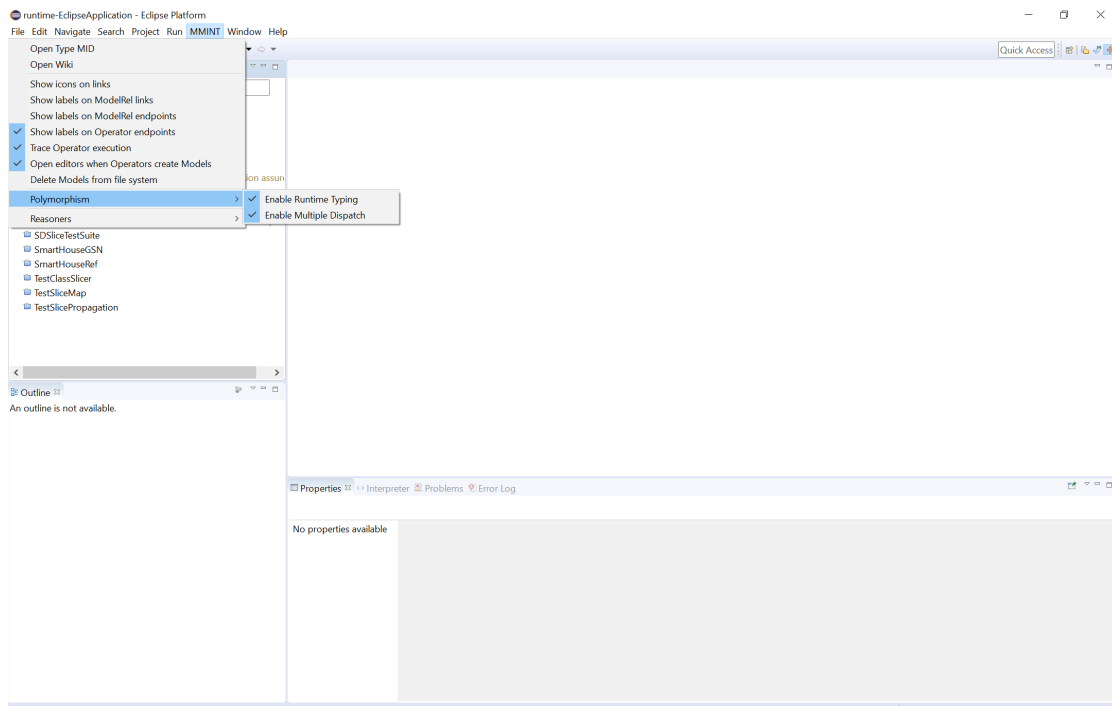 runtime-EclipseApplication - Eclipse Platform
File Edit Navigate Search Project Run MMINT Window Help
Open Type MID
Quick Access
Open Wiki
Show icons on links
Show labels on ModelRel links
Show labels on ModelRel endpoints
Show labels on Operator endpoints
Trace Operator execution
Open editors when Operators create Models
Delete Models from file system
ion assur
Polymorphism
Enable Runtime Typing
Enable Multiple Dispatch
Reasoners
SDSliceTestSuite
SmartHouseGSN
SmartHouseRef
TestClassSlicer
TestSliceMap
TestSlicePropagation
Outline
An outline is not available.
Properties Interpreter Problems Error Log
No properties available